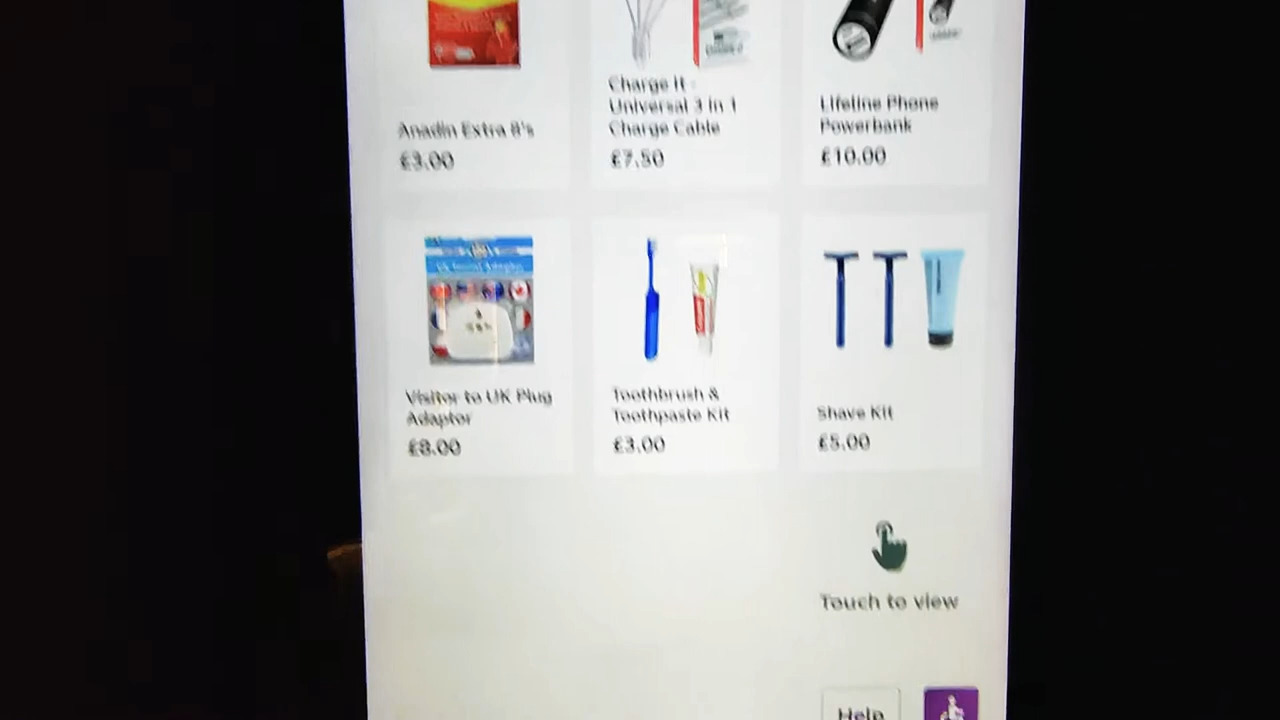 Anadin Extra 8's
£3.00
Charge It -
Universal 3 in 1
Charge Cable
£7.50
Lifeline Phone
Powerbank
£10.00
Visitor to UK Plug
Adaptor
£8.00
Toothbrush &
Toothpaste Kit
£3.00
Shave Kit
£5.00
Touch to view
Help